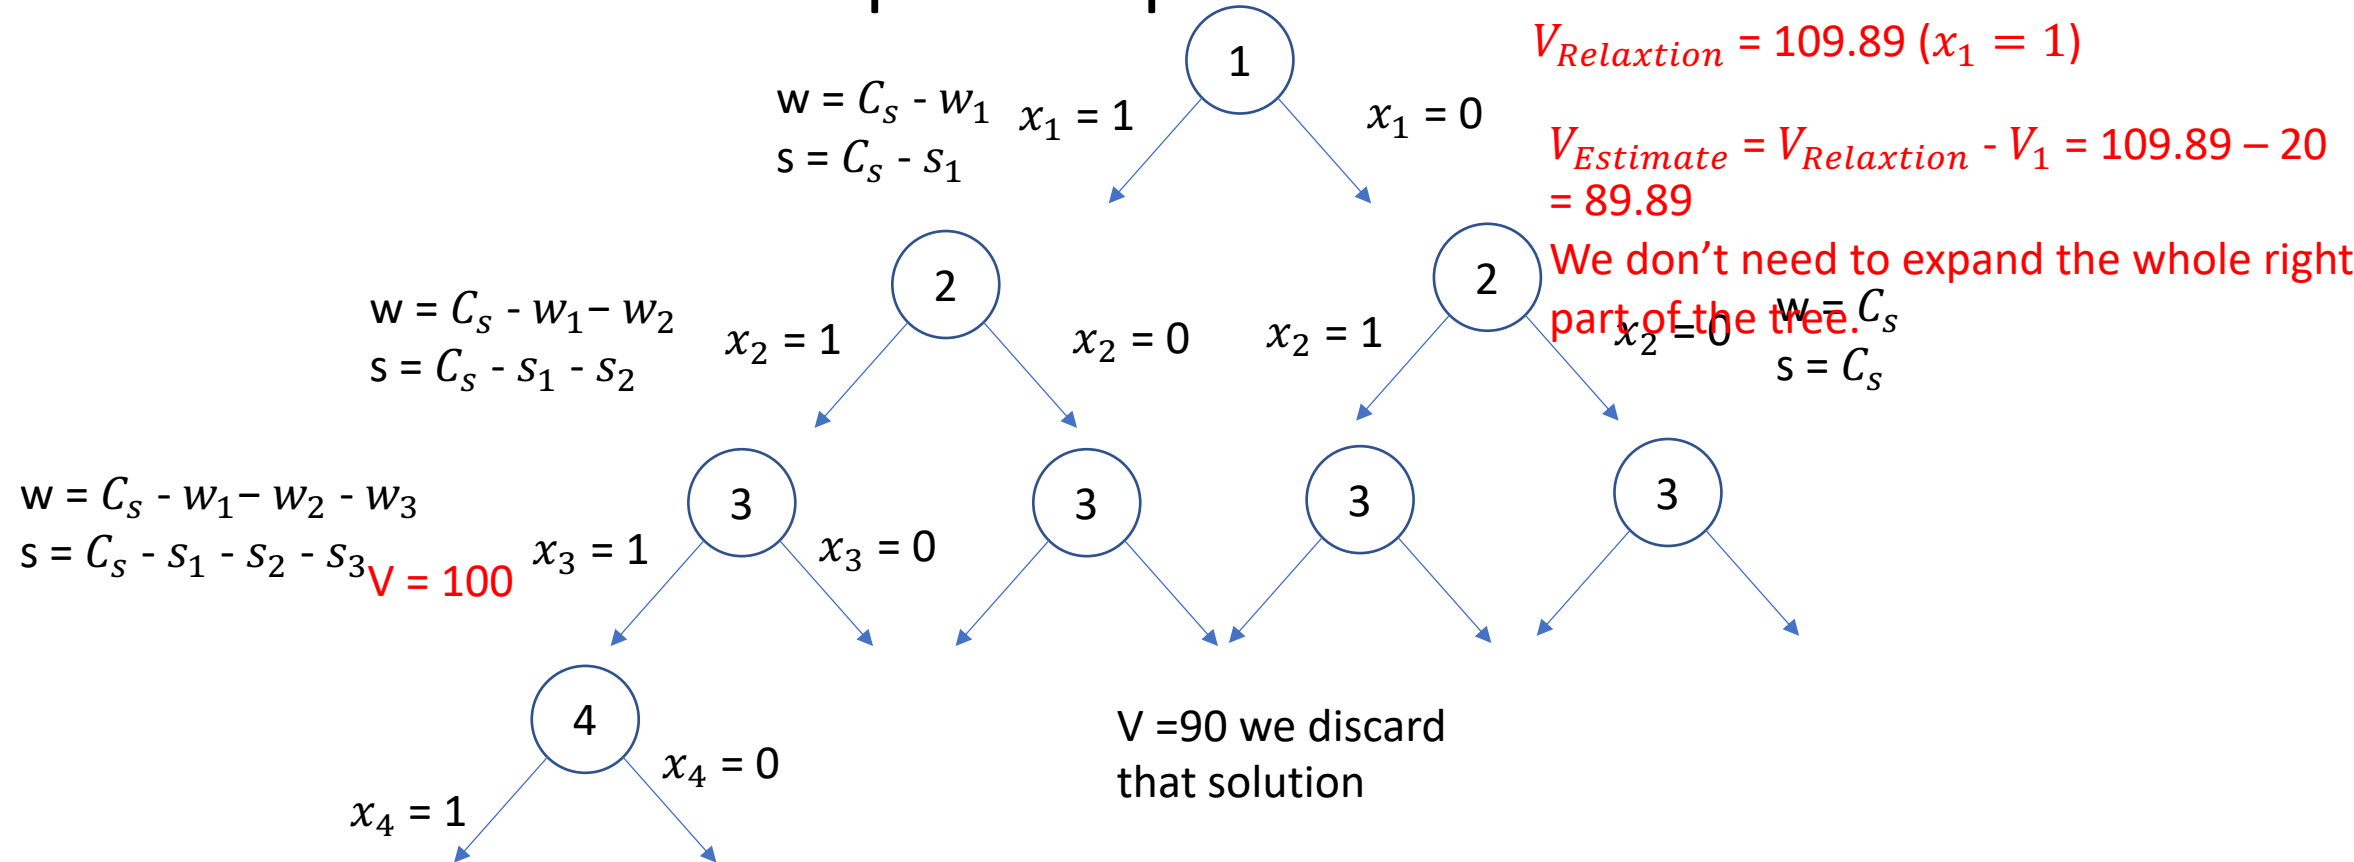 1
V_Relaxtion = 109.89 (x_1 = 1)
w = C_s - w_1
s = C_s - s_1
x_1 = 1
x_1 = 0
V_Estimate = V_Relaxtion - V_1 = 109.89 – 20
= 89.89
We don't need to expand the whole right
part of the tree.
2
2
w = C_s - w_1– w_2
s = C_s - s_1 - s_2
x_2 = 1
x_2 = 0
x_2 = 1
x_2 = 0
w = C_s
s = C_s
3
3
3
3
w = C_s - w_1– w_2 - w_3
s = C_s - s_1 - s_2 - s_3
V = 100
x_3 = 1
x_3 = 0
4
x_4 = 1
x_4 = 0
V =90 we discard
that solution